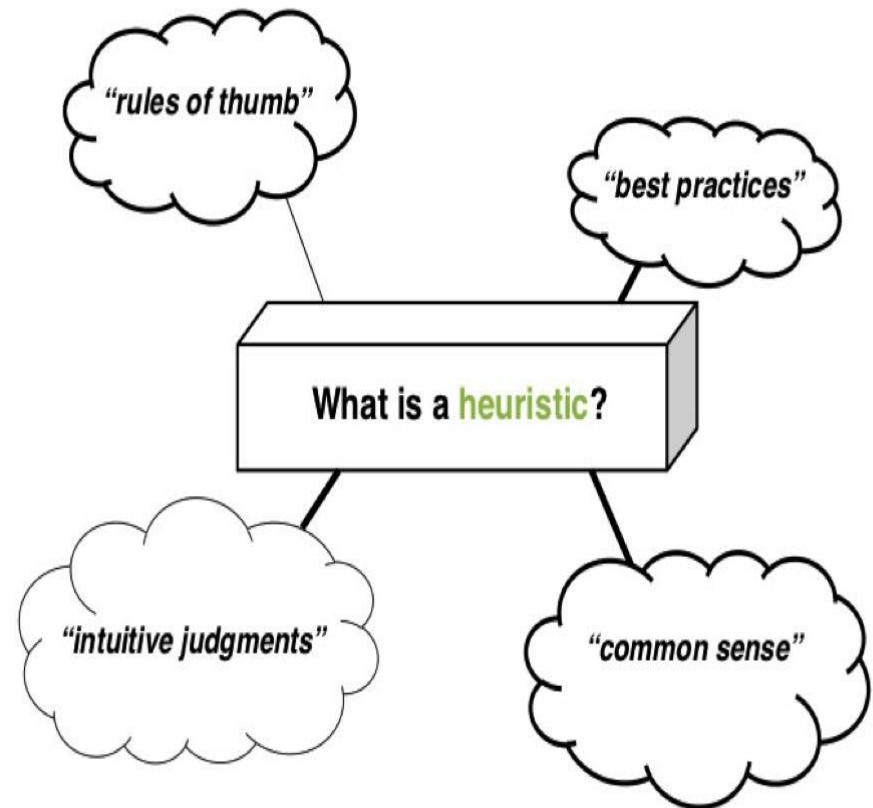 “rules of thumb”
“best practices”
What is a heuristic?
“intuitive judgments”
“common sense”